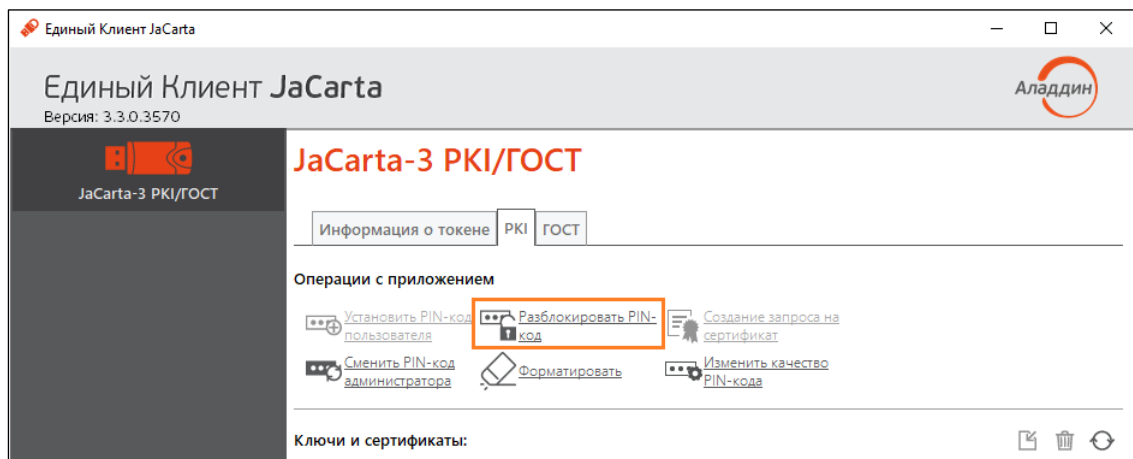 Единый Клиент JaCarta
Единый Клиент JaCarta
Версия: 3.3.0.3570
Аладдин
JaCarta-3 PKI/ГОСТ
JaCarta-3 PKI/ГОСТ
Информация о токене PKI ГОСТ
Операции с приложением
Установить PIN-код
пользователя
Разблокировать PIN-
код
Создание запроса на
сертификат
Сменить PIN-код
администратора
Форматировать
Изменить качество
PIN-кода
Ключи и сертификаты: